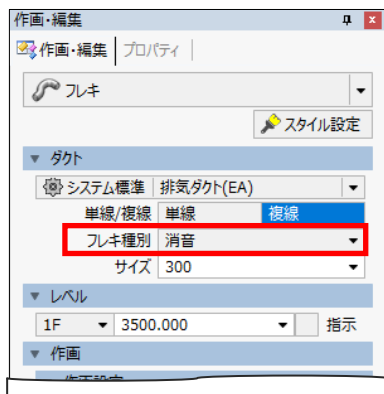 作画・編集
作画・編集 プロパティ
フレキ
スタイル設定
ダクト
システム標準 排気ダクト(EA)
単線/複線 単線 複線
フレキ種別 消音
サイズ 300
レベル
1F 3500.000 指示
作画